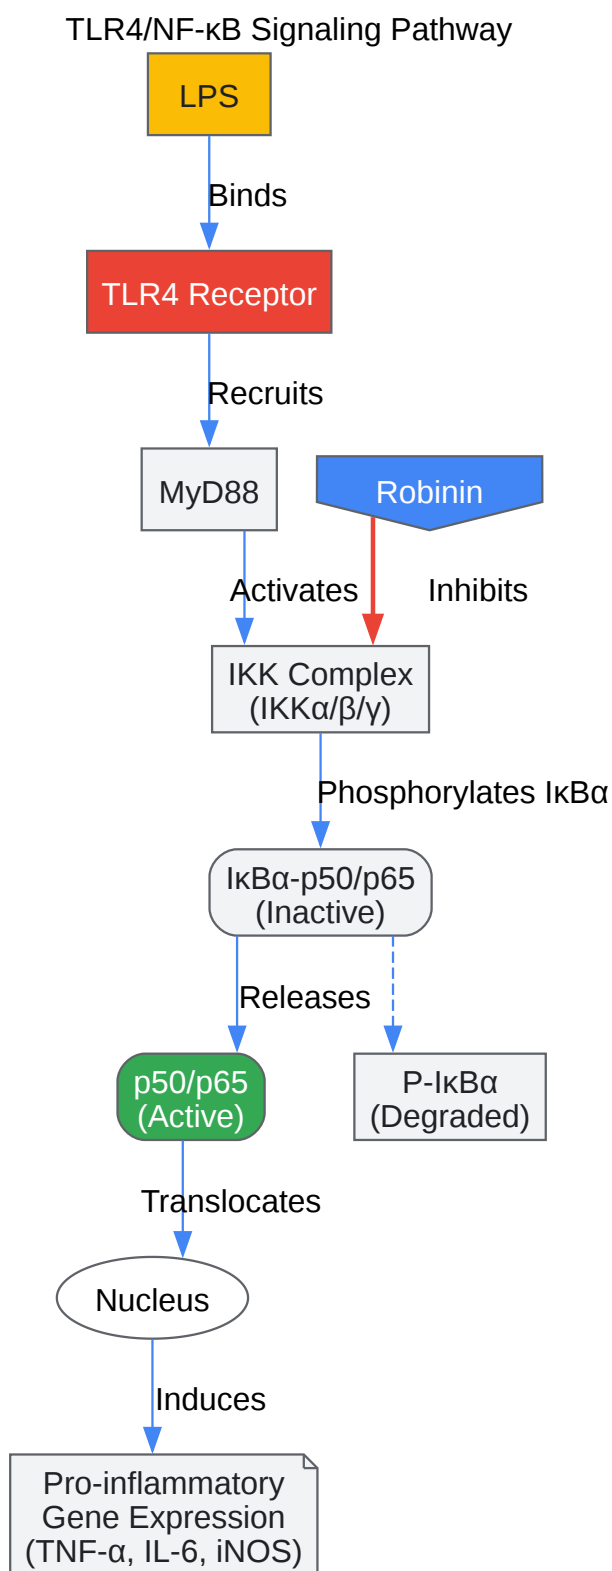 TLR4/NF-κB Signaling Pathway
LPS
Binds
TLR4 Receptor
Recruits
MyD88
Robinin
Activates
Inhibits
IKK Complex
(IKKα/β/γ)
Phosphorylates IκBα
IκBα-p50/p65
(Inactive)
Releases
p50/p65
(Active)
P-IκBα
(Degraded)
Translocates
Nucleus
Induces
Pro-inflammatory
Gene Expression
(TNF-α, IL-6, iNOS)